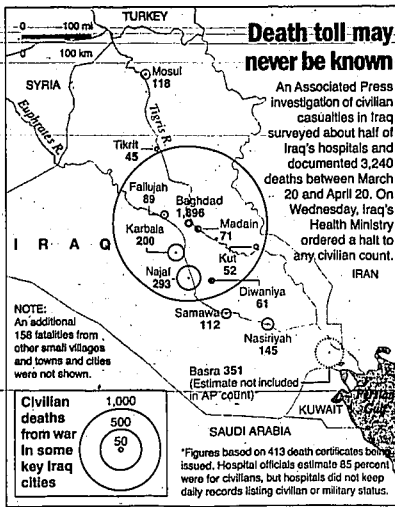 Death toll may
never be known
An Associated Press
investigation of civilian
casualties in Iraq
surveyed about half of
Iraq's hospitals and
documented 3,240
deaths between March
20 and April 20. On
Wednesday, Iraq's
Health Ministry
ordered a halt to
any civilian count.
0 100 mi
0 100 km
TURKEY
SYRIA
Mosul
118
Euphrates R.
Tigris R.
Tikrit
45
Fallujah
89
Baghdad
1,896
Madain
71
Karbala
200
IRAQ
Kut
52
IRAN
Najaf
293
Diwaniya
61
Samawa
112
Nasiriyah
145
NOTE:
An additional
158 fatalities from
other small villages
and towns and cities
were not shown.
Basra 351
(Estimate not included
in AP count)
KUWAIT
Persian
Gulf
SAUDI ARABIA
Civilian
deaths
from war
in some
key Iraq
cities
1,000
500
50
*Figures based on 413 death certificates being
issued. Hospital officials estimate 85 percent
were for civilians, but hospitals did not keep
daily records listing civilian or military status.